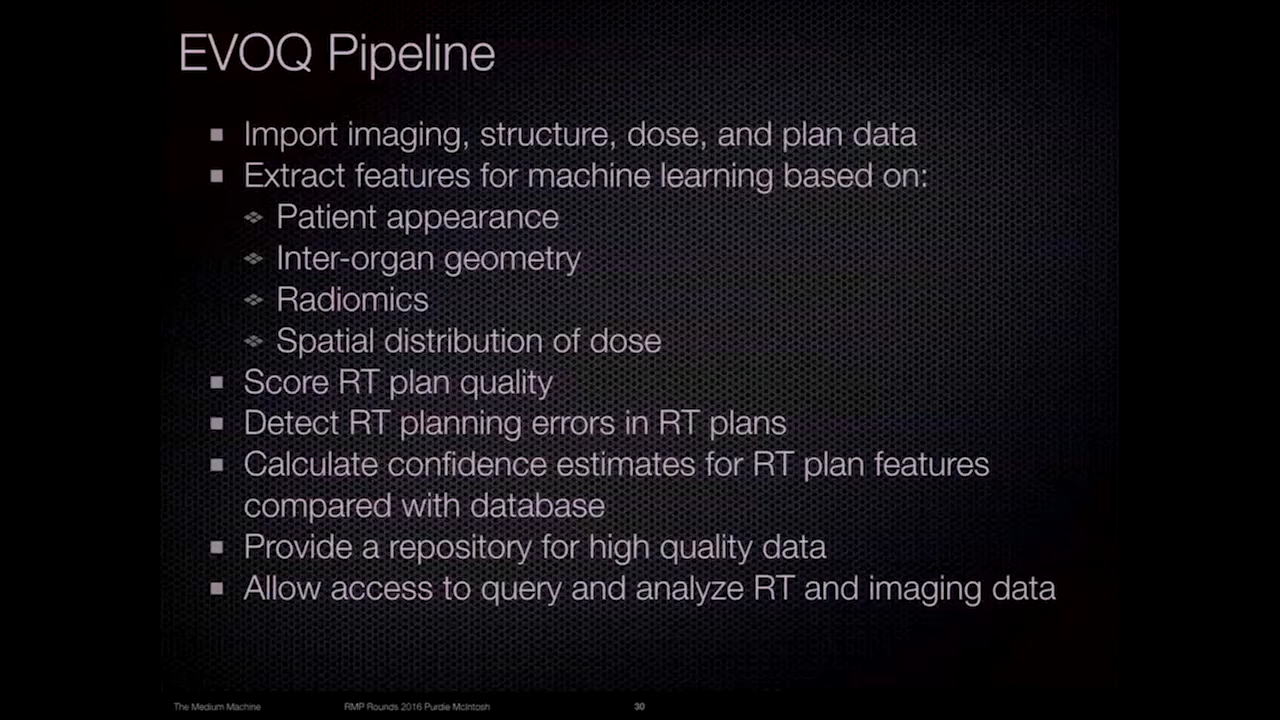 EVOQ Pipeline
Import imaging, structure, dose, and plan data
Extract features for machine learning based on:
Patient appearance
Inter-organ geometry
Radiomics
Spatial distribution of dose
Score RT plan quality
Detect RT planning errors in RT plans
Calculate confidence estimates for RT plan features
compared with database
Provide a repository for high quality data
Allow access to query and analyze RT and imaging data
The Medium Machine RMP Rounds 2016 Purdie McIntosh 30